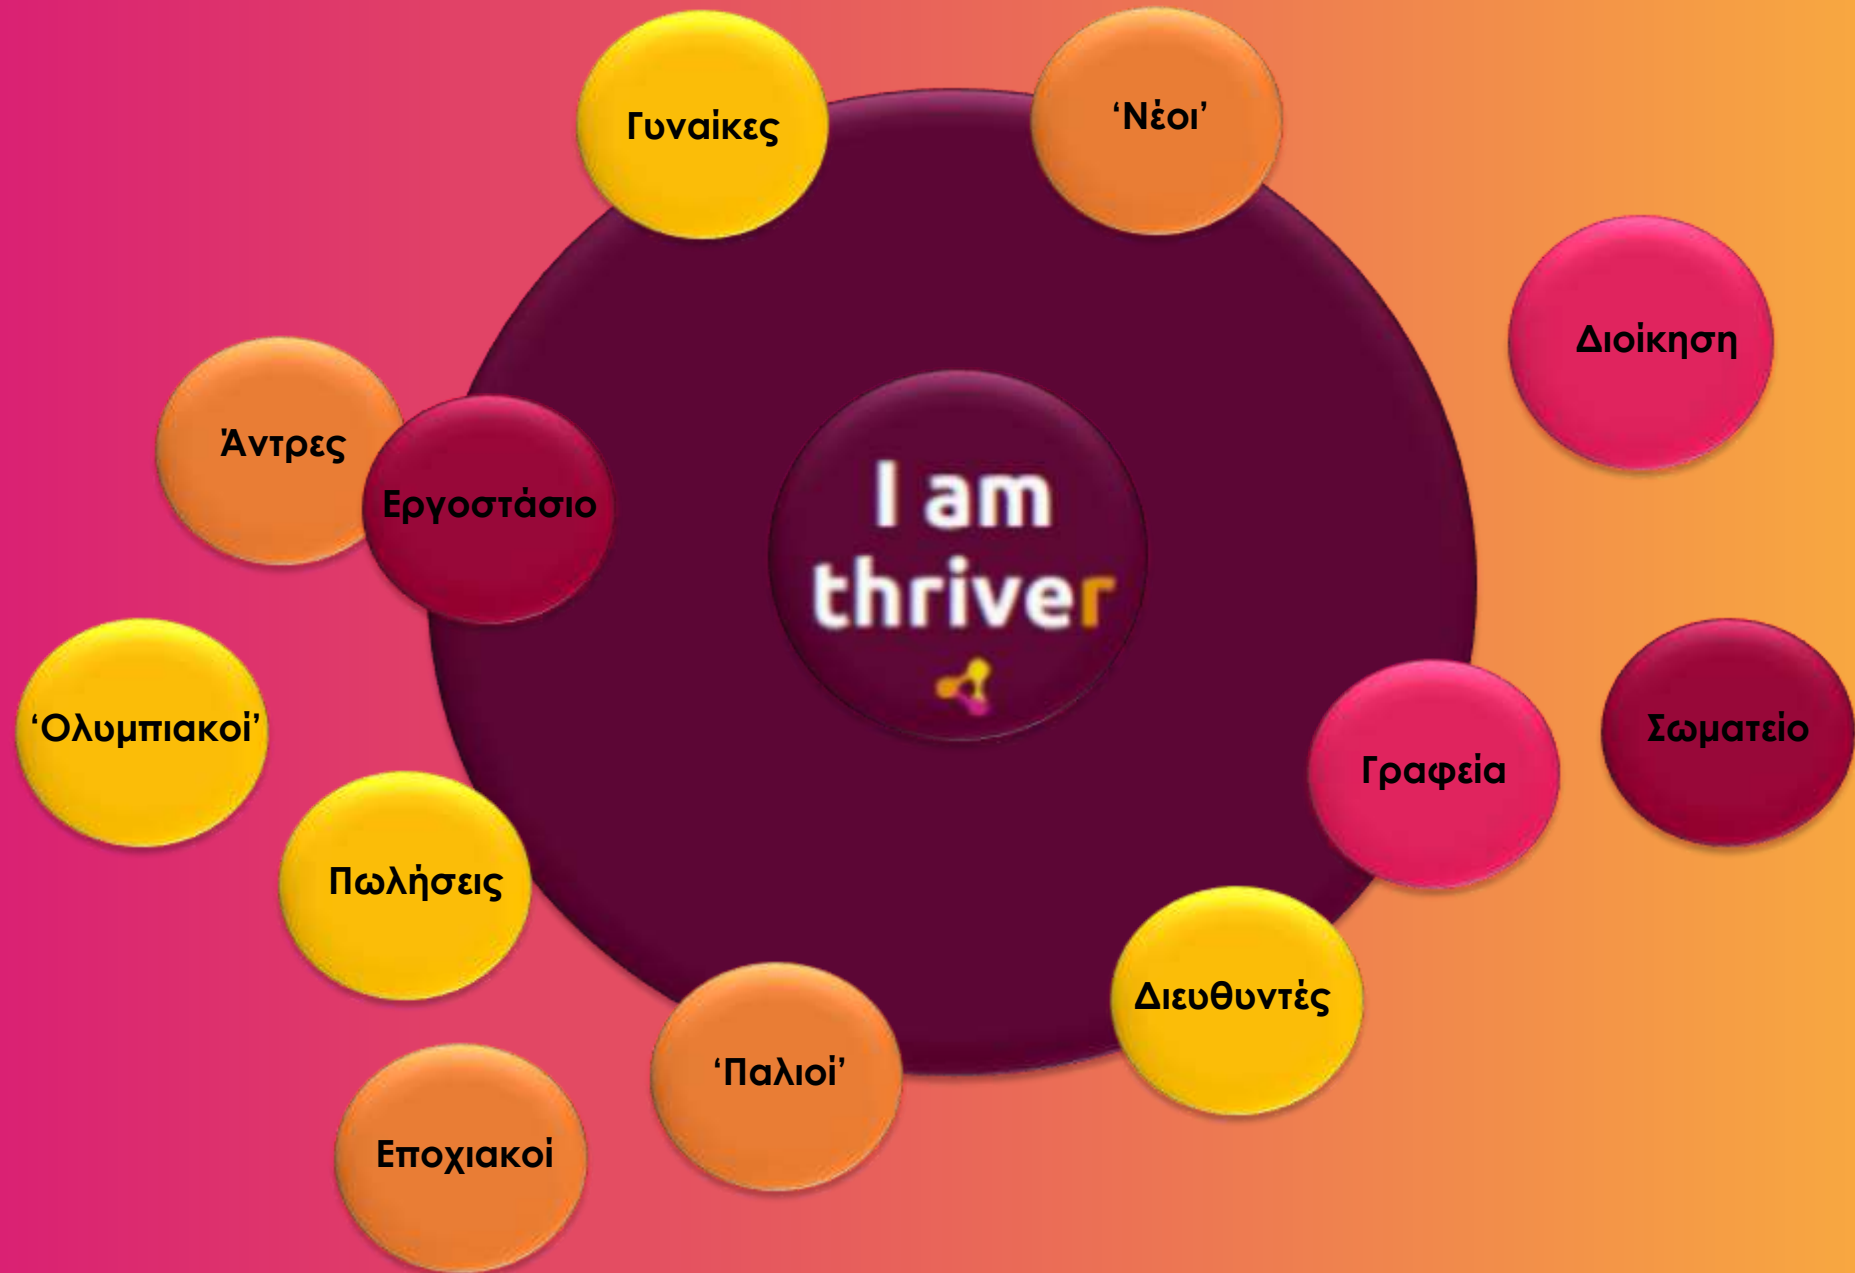 Γυναίκες
‘Νέοι’
Διοίκηση
Άντρες
Εργοστάσιο
I am
thriver
‘Ολυμπιακοί’
Γραφεία
Σωματείο
Πωλήσεις
Διευθυντές
‘Παλιοί’
Εποχιακοί